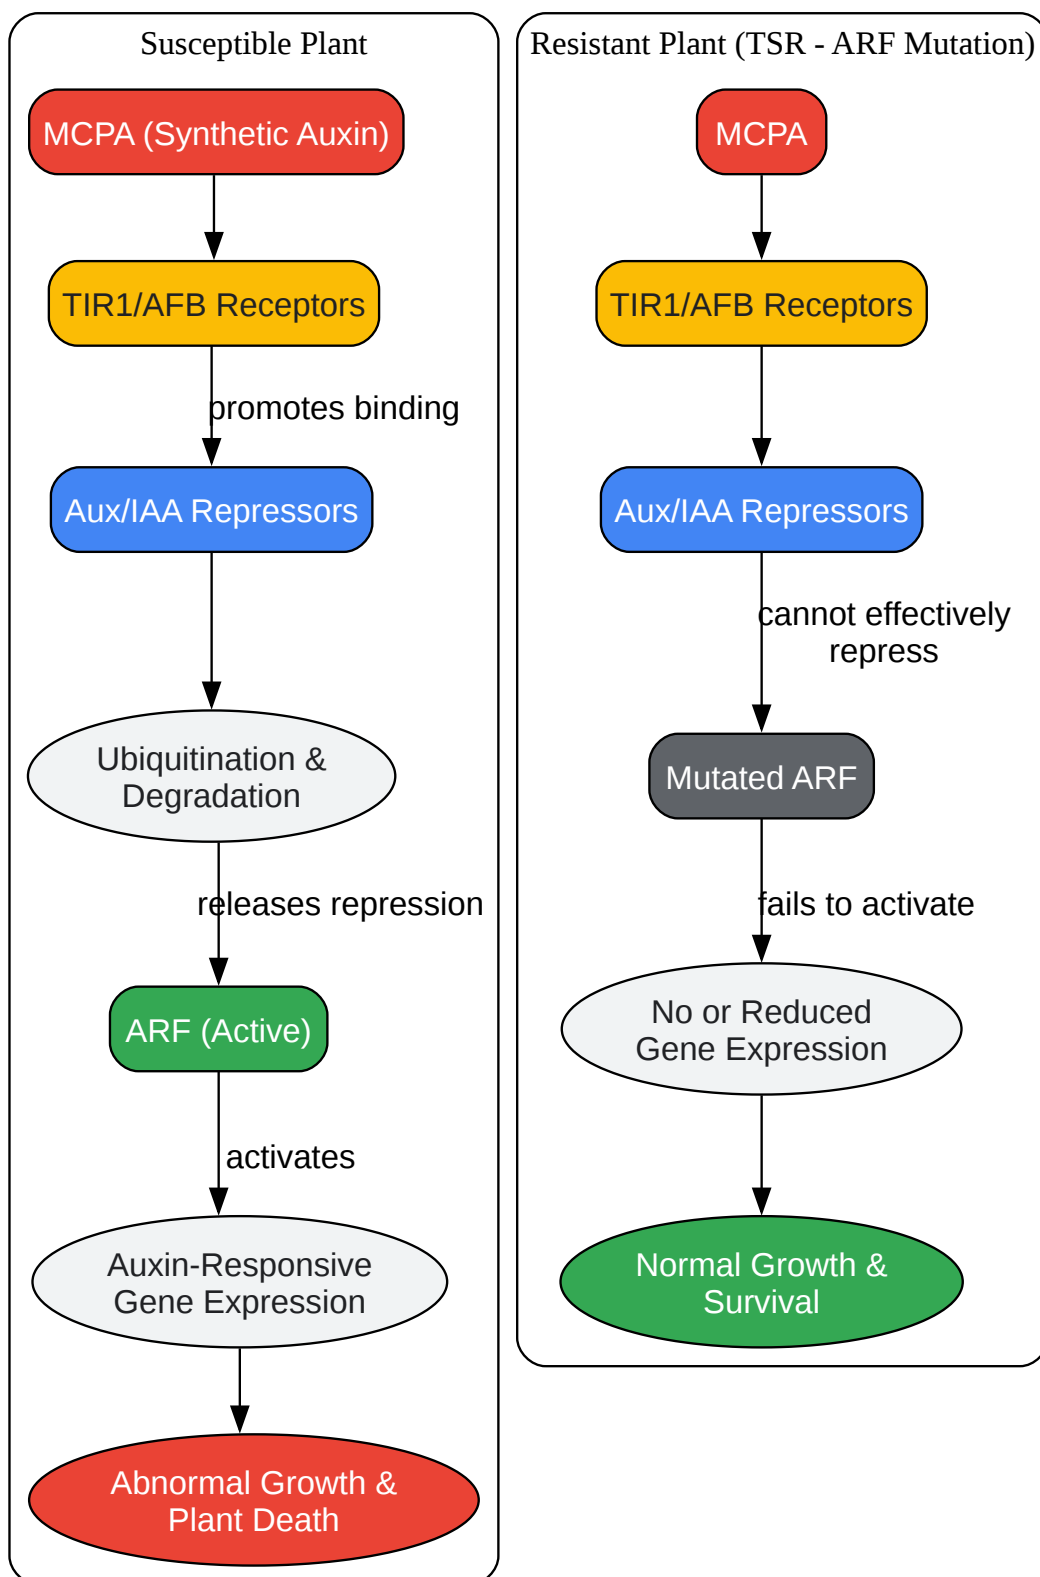 Susceptible Plant
MCPA (Synthetic Auxin)
TIR1/AFB Receptors
promotes binding
Aux/IAA Repressors
Ubiquitination &
Degradation
releases repression
ARF (Active)
activates
Auxin-Responsive
Gene Expression
Abnormal Growth &
Plant Death
Resistant Plant (TSR - ARF Mutation)
MCPA
TIR1/AFB Receptors
Aux/IAA Repressors
cannot effectively
repress
Mutated ARF
fails to activate
No or Reduced
Gene Expression
Normal Growth &
Survival